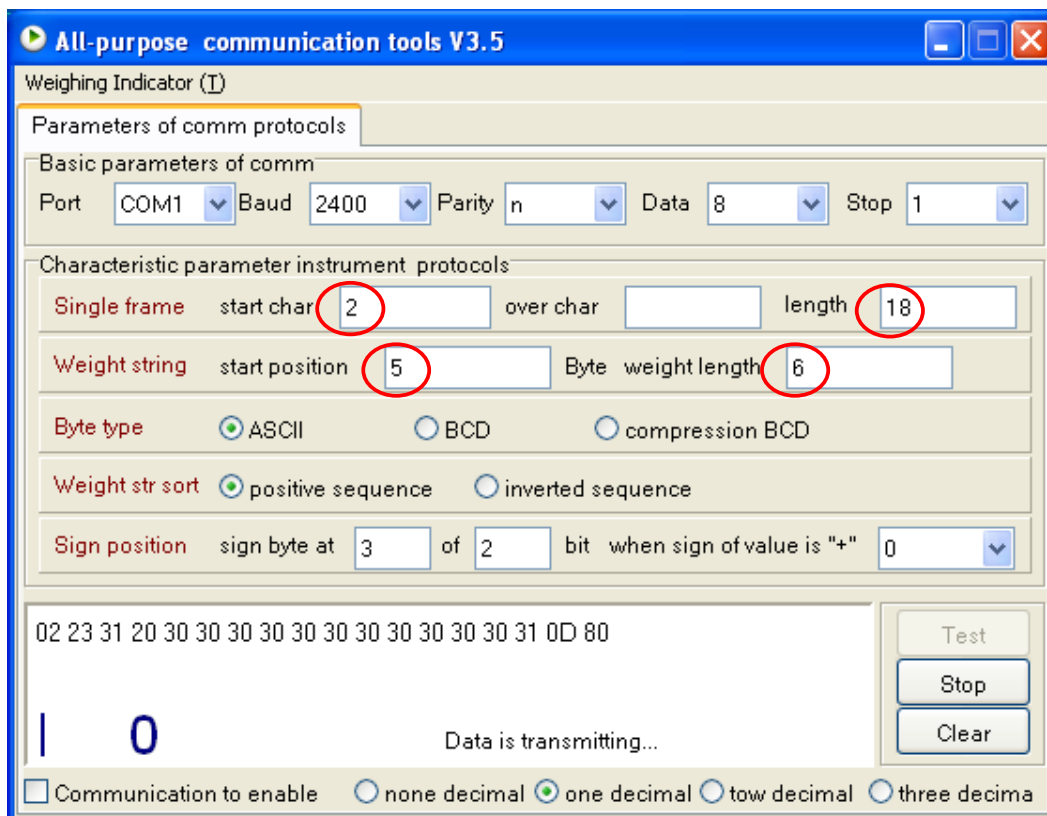 All-purpose communication tools V3.5
Weighing Indicator (T)
Parameters of comm protocols
Basic parameters of comm
Port COM1 Baud 2400 Parity n Data 8 Stop 1
Characteristic parameter instrument protocols
Single frame start char 2 over char length 18
Weight string start position 5 Byte weight length 6
Byte type ASCII BCD compression BCD
Weight str sort positive sequence inverted sequence
Sign position sign byte at 3 of 2 bit when sign of value is "+" 0
02 23 31 20 30 30 30 30 30 30 30 30 30 30 30 31 0D 80
Test
Stop
0 Data is transmitting... Clear
Communication to enable none decimal one decimal tow decimal three decima